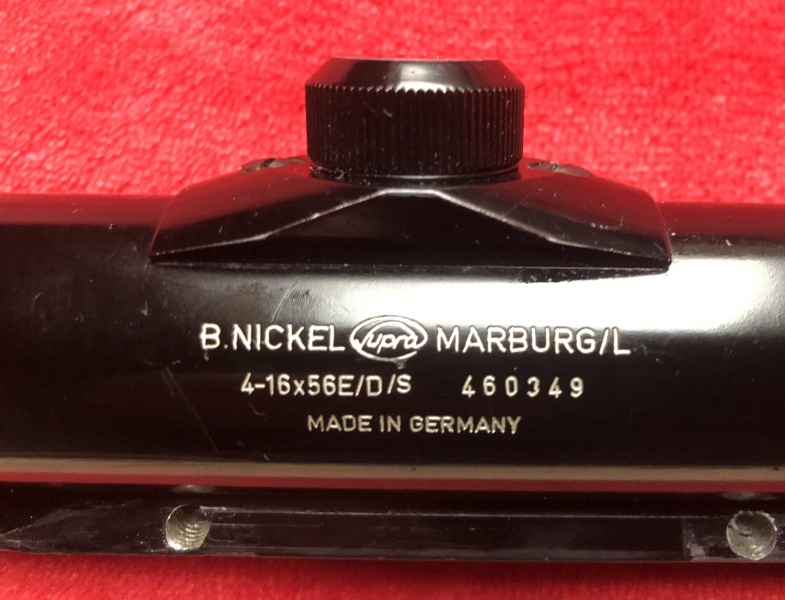 B.NICKEL Supra MARBURG/L
4-16x56E/D/S 460349
MADE IN GERMANY